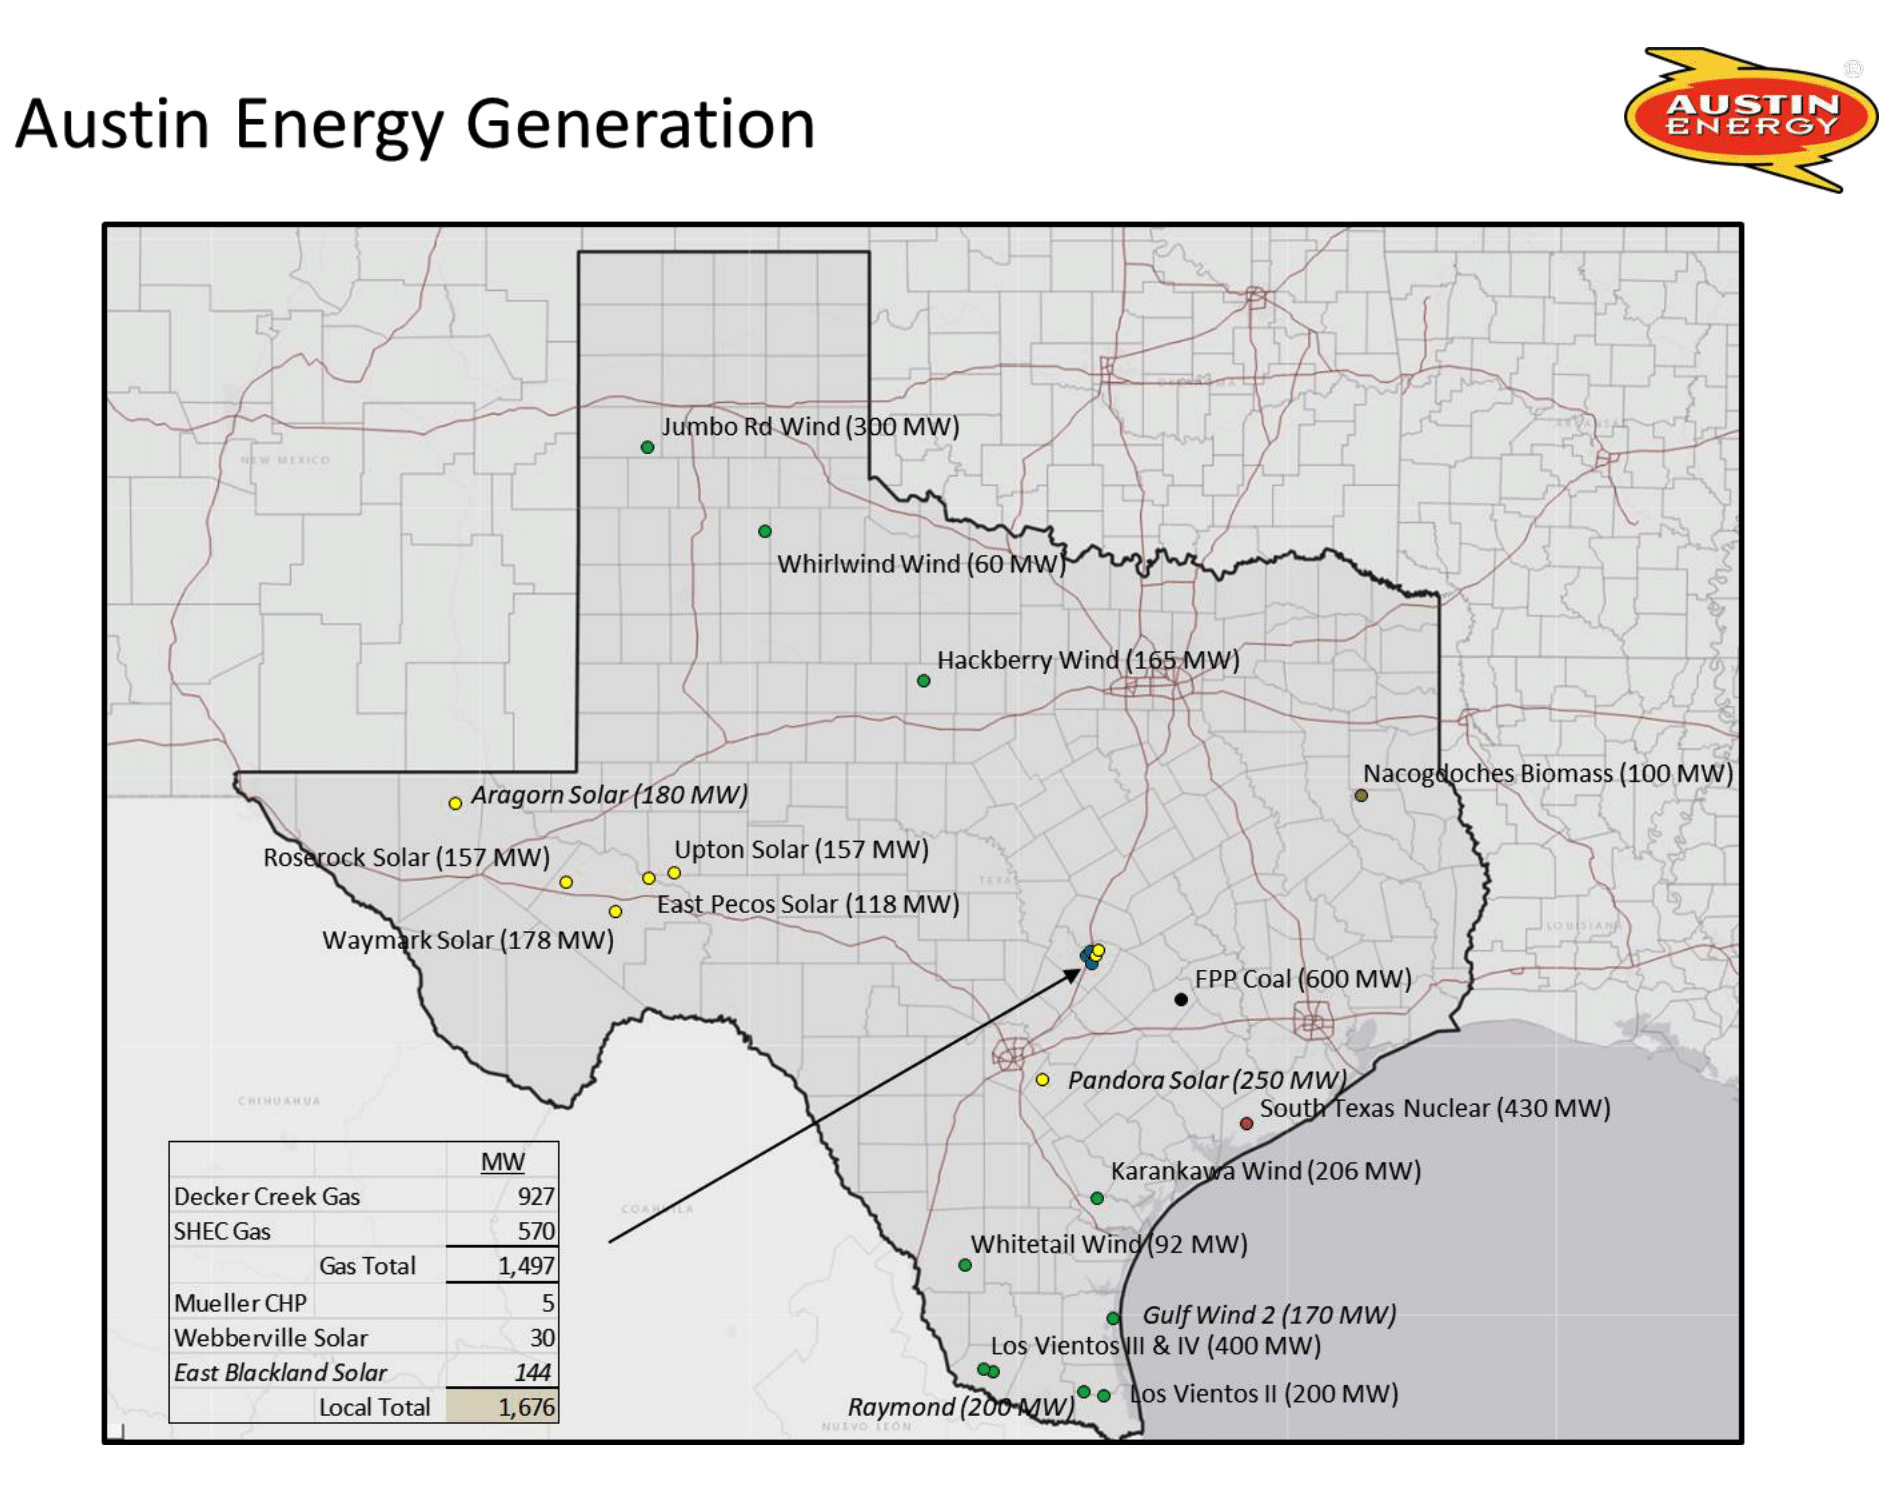 Austin Energy Generation
AUSTIN
ENERGY
®
Jumbo Rd Wind (300 MW)
OKLAHOMA
ARKANSAS
NEW MEXICO
Whirlwind Wind (60 MW)
Hackberry Wind (165 MW)
Nacogdoches Biomass (100 MW)
Aragorn Solar (180 MW)
Roserock Solar (157 MW)
Upton Solar (157 MW)
TEXAS
East Pecos Solar (118 MW)
LOUISIANA
Waymark Solar (178 MW)
FPP Coal (600 MW)
Pandora Solar (250 MW)
CHIHUAHUA
South Texas Nuclear (430 MW)
Karankawa Wind (206 MW)
COAHUILA
Whitetail Wind (92 MW)
Gulf Wind 2 (170 MW)
Los Vientos III & IV (400 MW)
Los Vientos II (200 MW)
Raymond (200 MW)
NUEVO LEON
MW
Decker Creek Gas 927
SHEC Gas 570
Gas Total 1,497
Mueller CHP 5
Webberville Solar 30
East Blackland Solar 144
Local Total 1,676